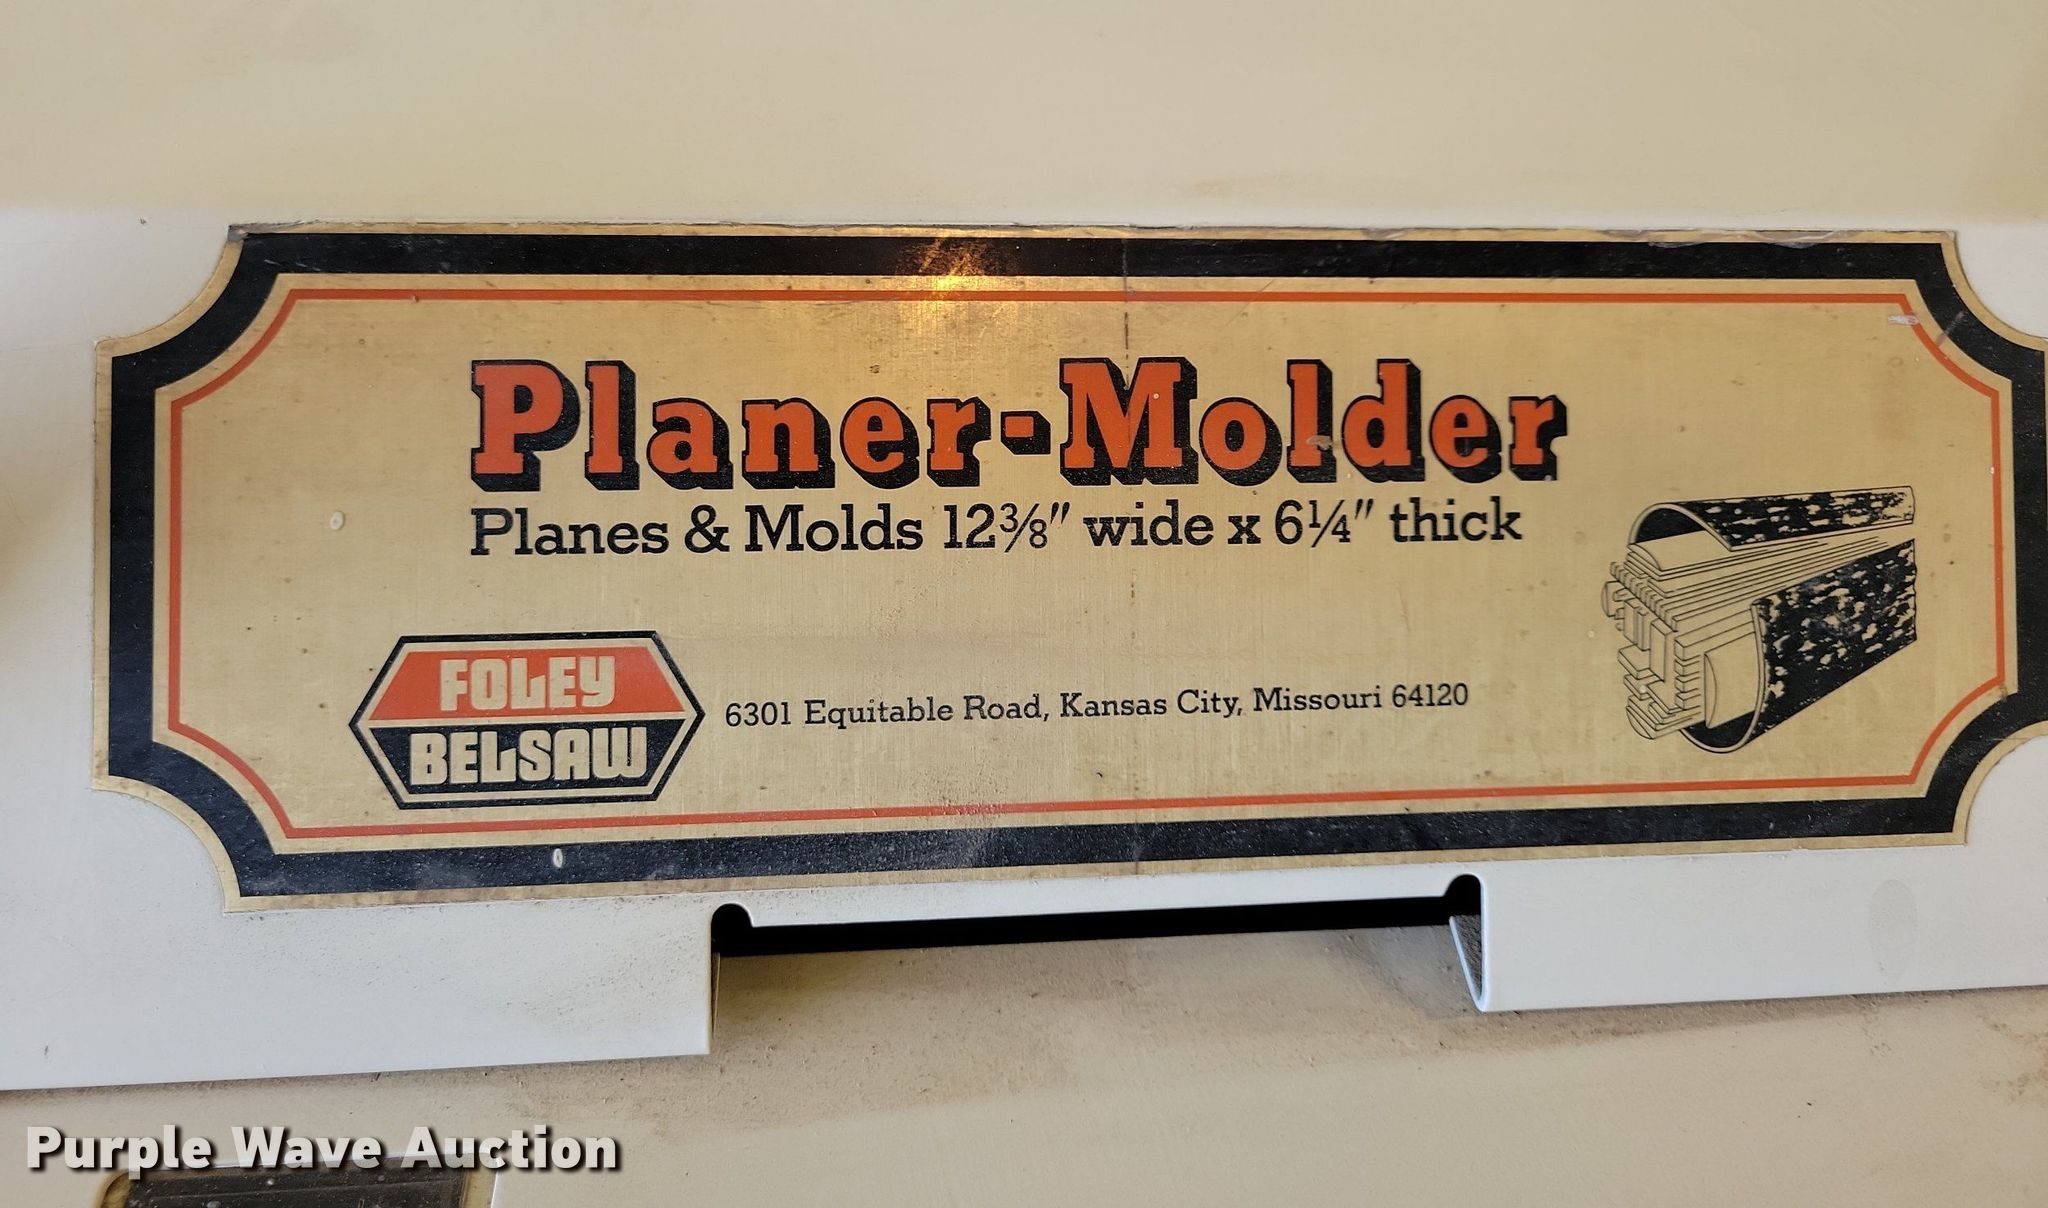 Planer-Molder
Planes & Molds 12⅜" wide x 6¼" thick
FOLEY
BELSAW
6301 Equitable Road, Kansas City, Missouri 64120
Purple Wave Auction